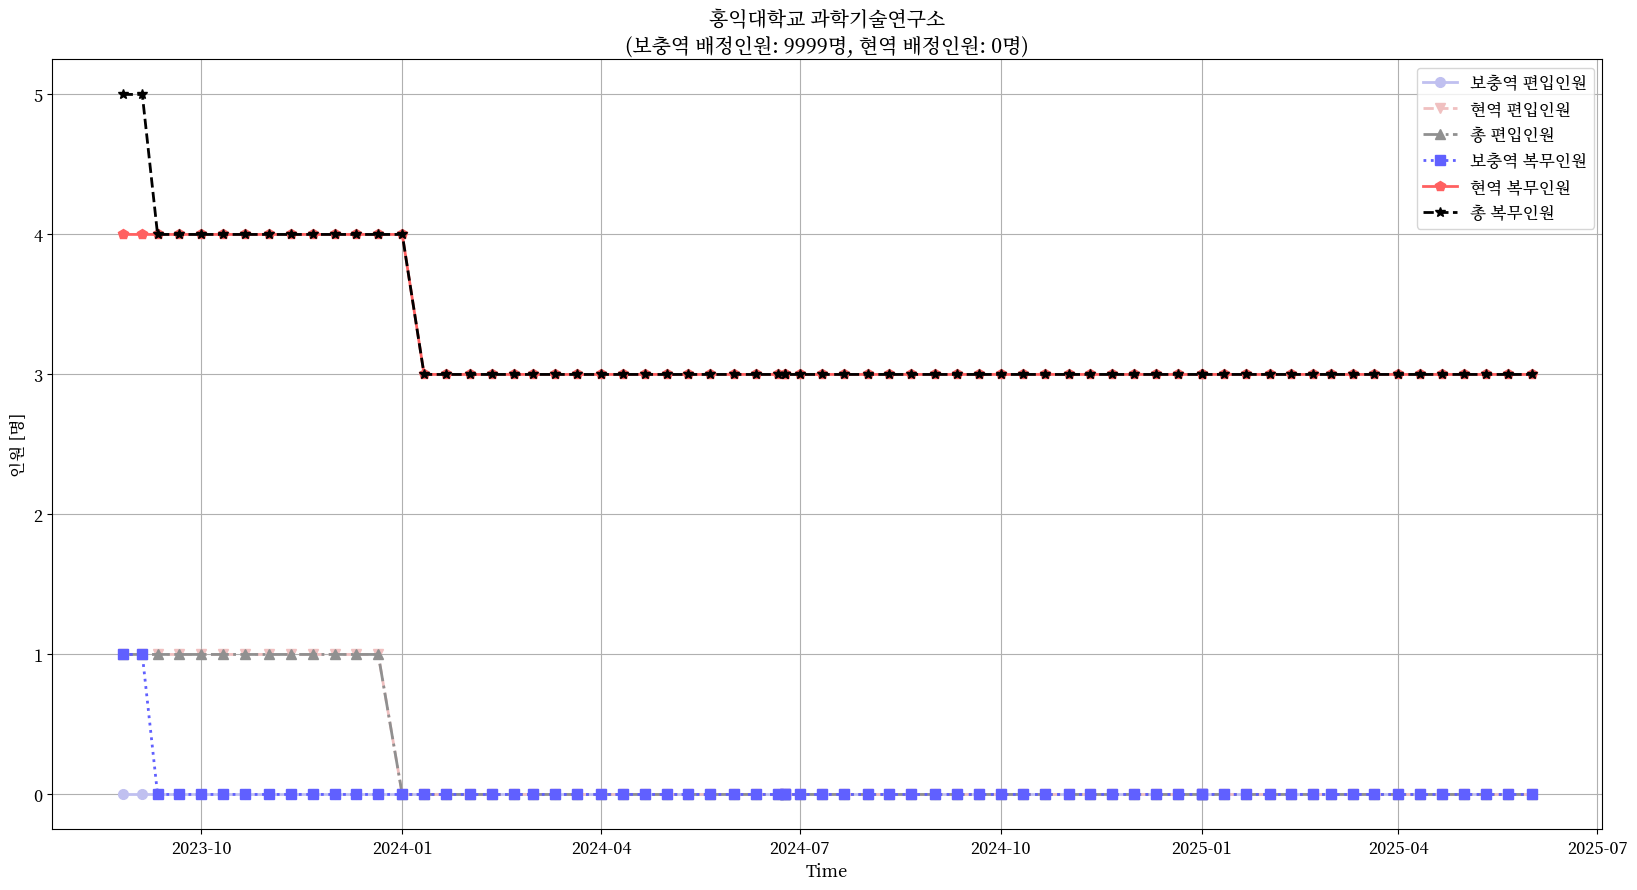 홍익대학교 과학기술연구소
(보충역 배정인원: 9999명, 현역 배정인원: 0명)
보충역 편입인원
현역 편입인원
총 편입인원
보충역 복무인원
현역 복무인원
총 복무인원
인원 [명]
5
4
3
2
1
0
2023-10
2024-01
2024-04
2024-07
2024-10
2025-01
2025-04
2025-07
Time